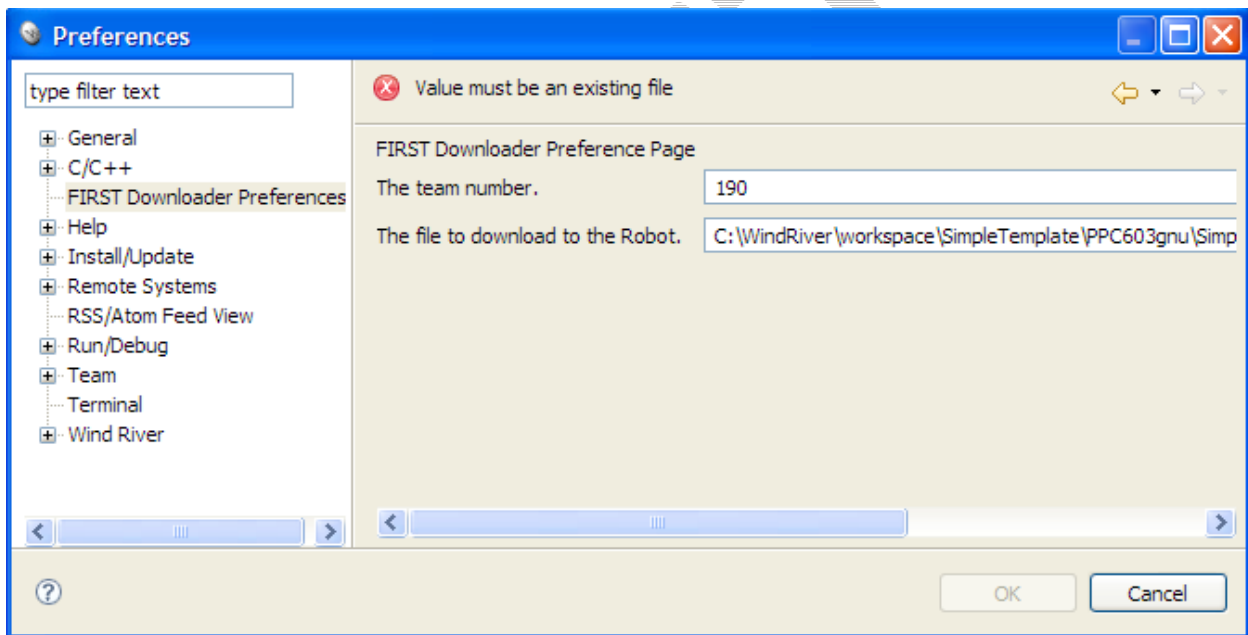 Preferences
type filter text
General
C/C++
FIRST Downloader Preferences
Help
Install/Update
Remote Systems
RSS/Atom Feed View
Run/Debug
Team
Terminal
Wind River
Value must be an existing file
FIRST Downloader Preference Page
The team number. 190
The file to download to the Robot. C:\WindRiver\workspace\SimpleTemplate\PPC603gnu\Simp
OK Cancel